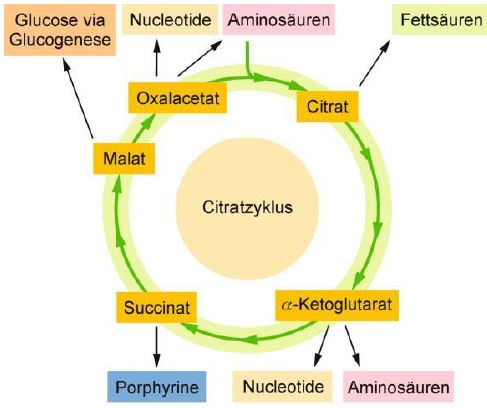 Glucose via
Glucogenese
Nucleotide
Aminosäuren
Fettsäuren
Oxalacetat
Citrat
Malat
Citratzyklus
Succinat
α-Ketoglutarat
Porphyrine
Nucleotide
Aminosäuren